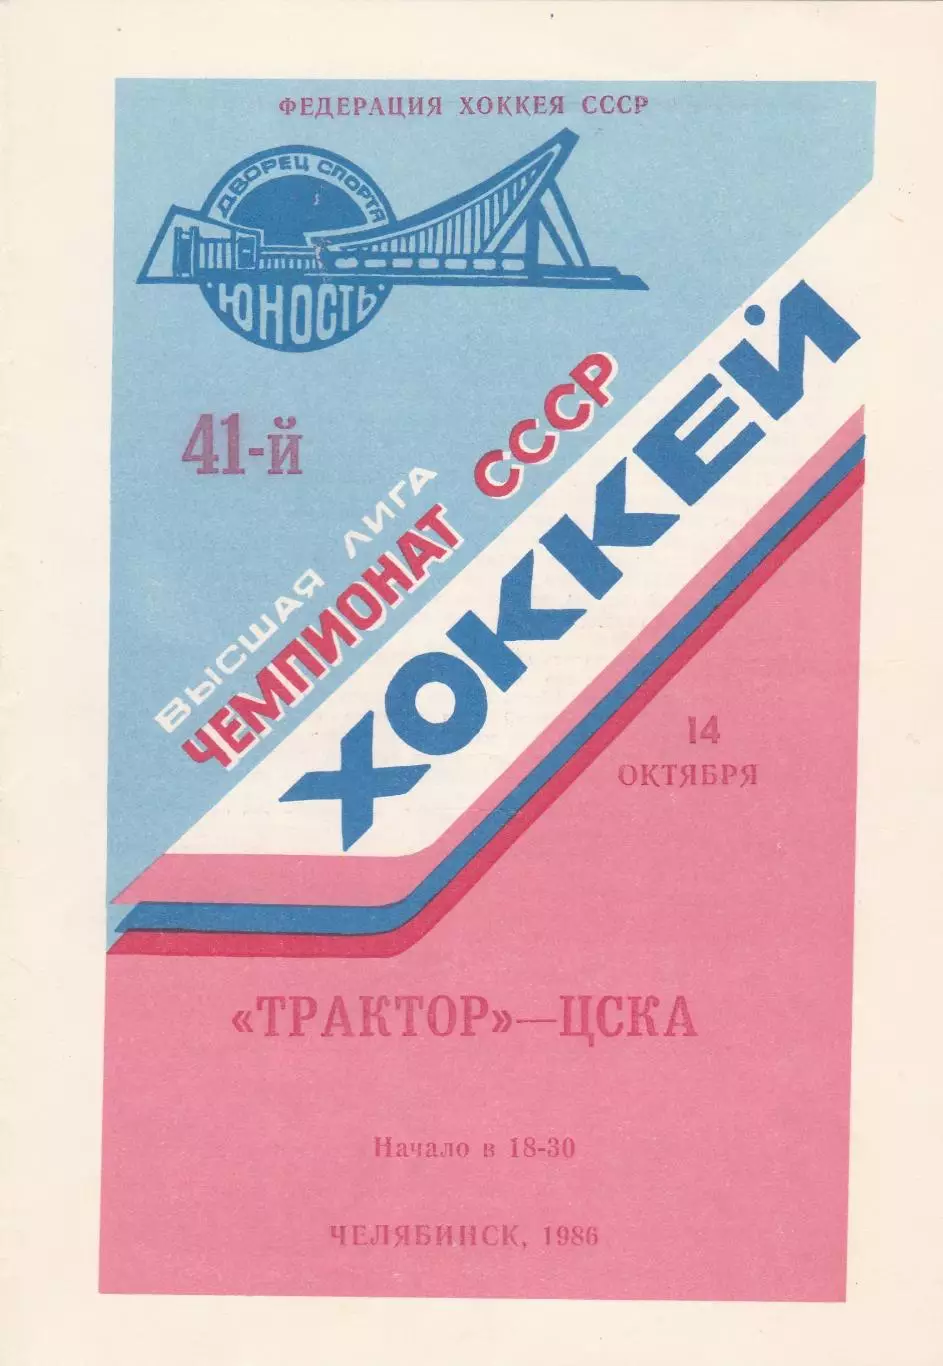 ФЕДЕРАЦИЯ ХОККЕЯ СССР
ДВОРЕЦ СПОРТА
·ЮНОСТЬ·
41-й
ВЫСШАЯ ЛИГА
ЧЕМПИОНАТ СССР
ХОККЕЙ
14
ОКТЯБРЯ
«ТРАКТОР»—ЦСКА
Начало в 18-30
ЧЕЛЯБИНСК, 1986